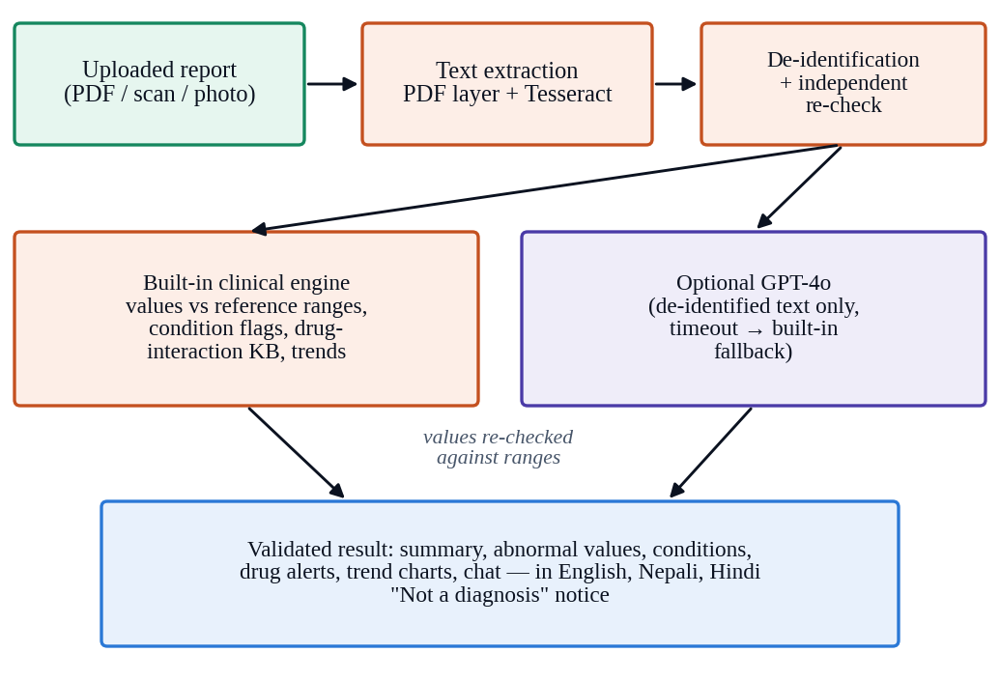 Uploaded report
(PDF / scan / photo)
Text extraction
PDF layer + Tesseract
De-identification
+ independent
re-check
Built-in clinical engine
values vs reference ranges,
condition flags, drug-
interaction KB, trends
Optional GPT-4o
(de-identified text only,
timeout → built-in
fallback)
values re-checked
against ranges
Validated result: summary, abnormal values, conditions,
drug alerts, trend charts, chat — in English, Nepali, Hindi
"Not a diagnosis" notice